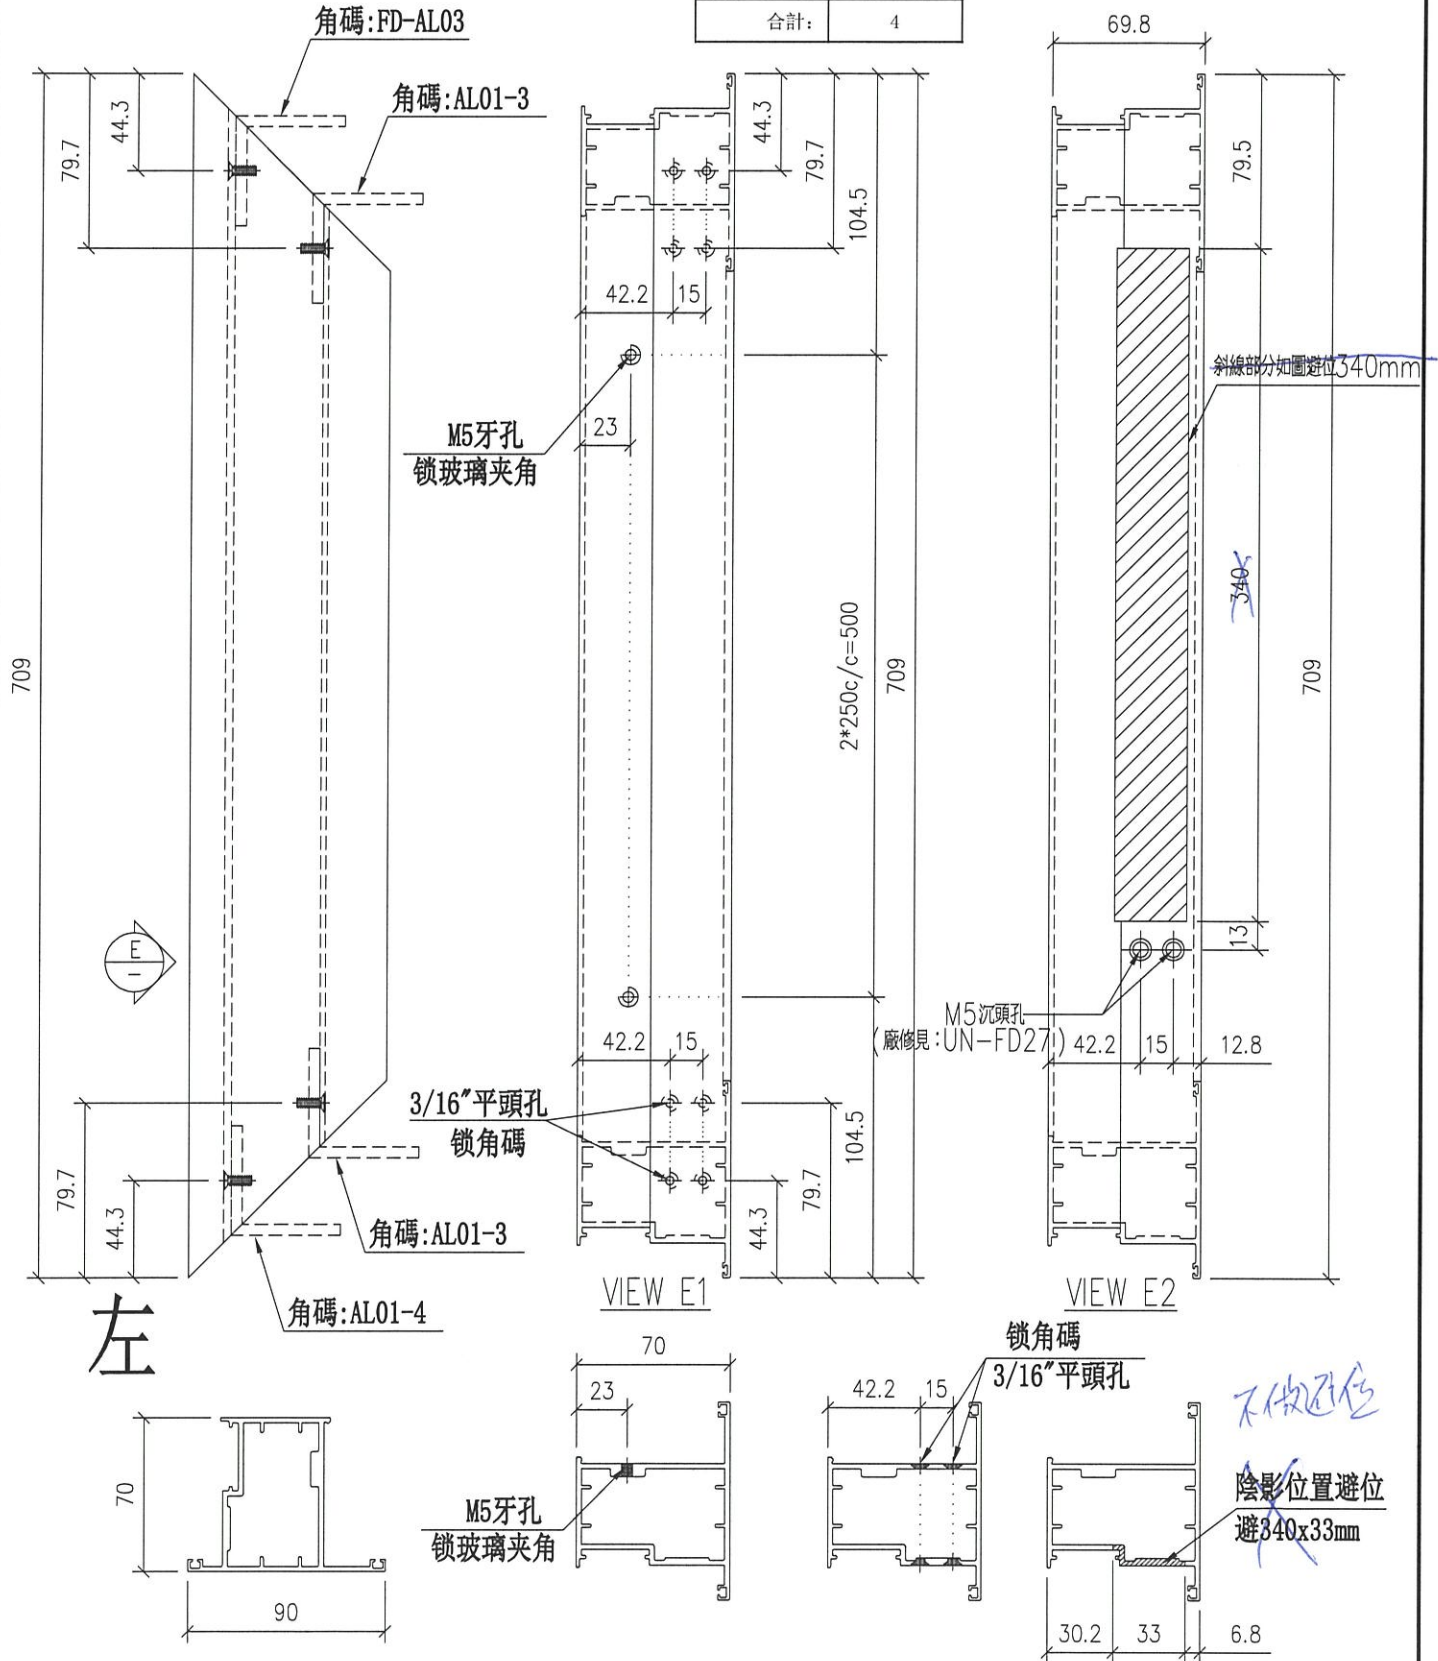 合計: 4
角碼:FD-AL03
角碼:AL01-3
69.8
44.3
79.7
709
44.3
79.7
104.5
42.2 15
M5牙孔
锁玻璃夹角
23
2*250c/c=500
709
79.5
斜線部分如圖避位340mm
340
709
13
E
–
M5沉頭孔
(廠修見:UN-FD27)
42.2 15 12.8
42.2 15
3/16"平頭孔
锁角碼
104.5
79.7
44.3
79.7
44.3
角碼:AL01-3
角碼:AL01-4
左
VIEW E1
VIEW E2
70
90
70
23
M5牙孔
锁玻璃夹角
锁角碼
3/16"平頭孔
42.2 15
不做避位
陰影位置避位
避340x33mm
30.2 33 6.8